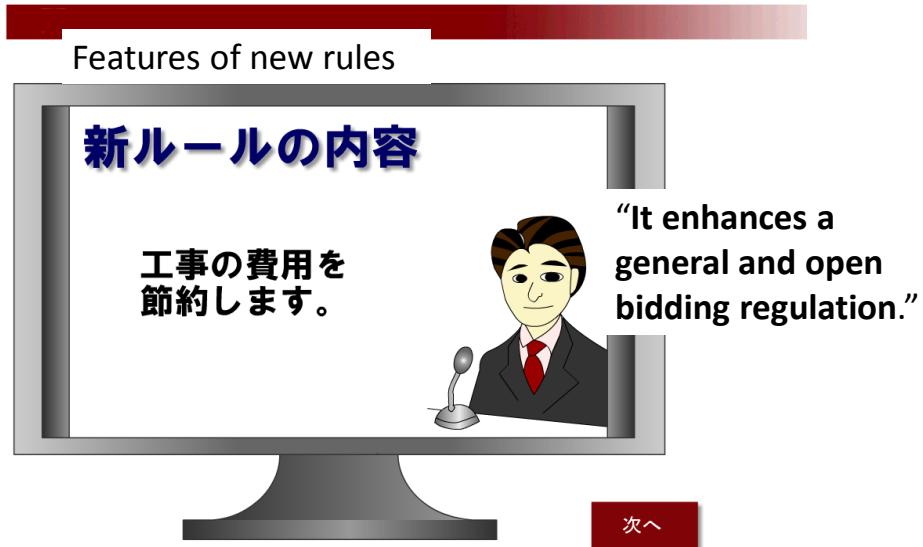 Features of new rules
新ルールの内容
工事の費用を
節約します。
“It enhances a
general and open
bidding regulation.”
次へ